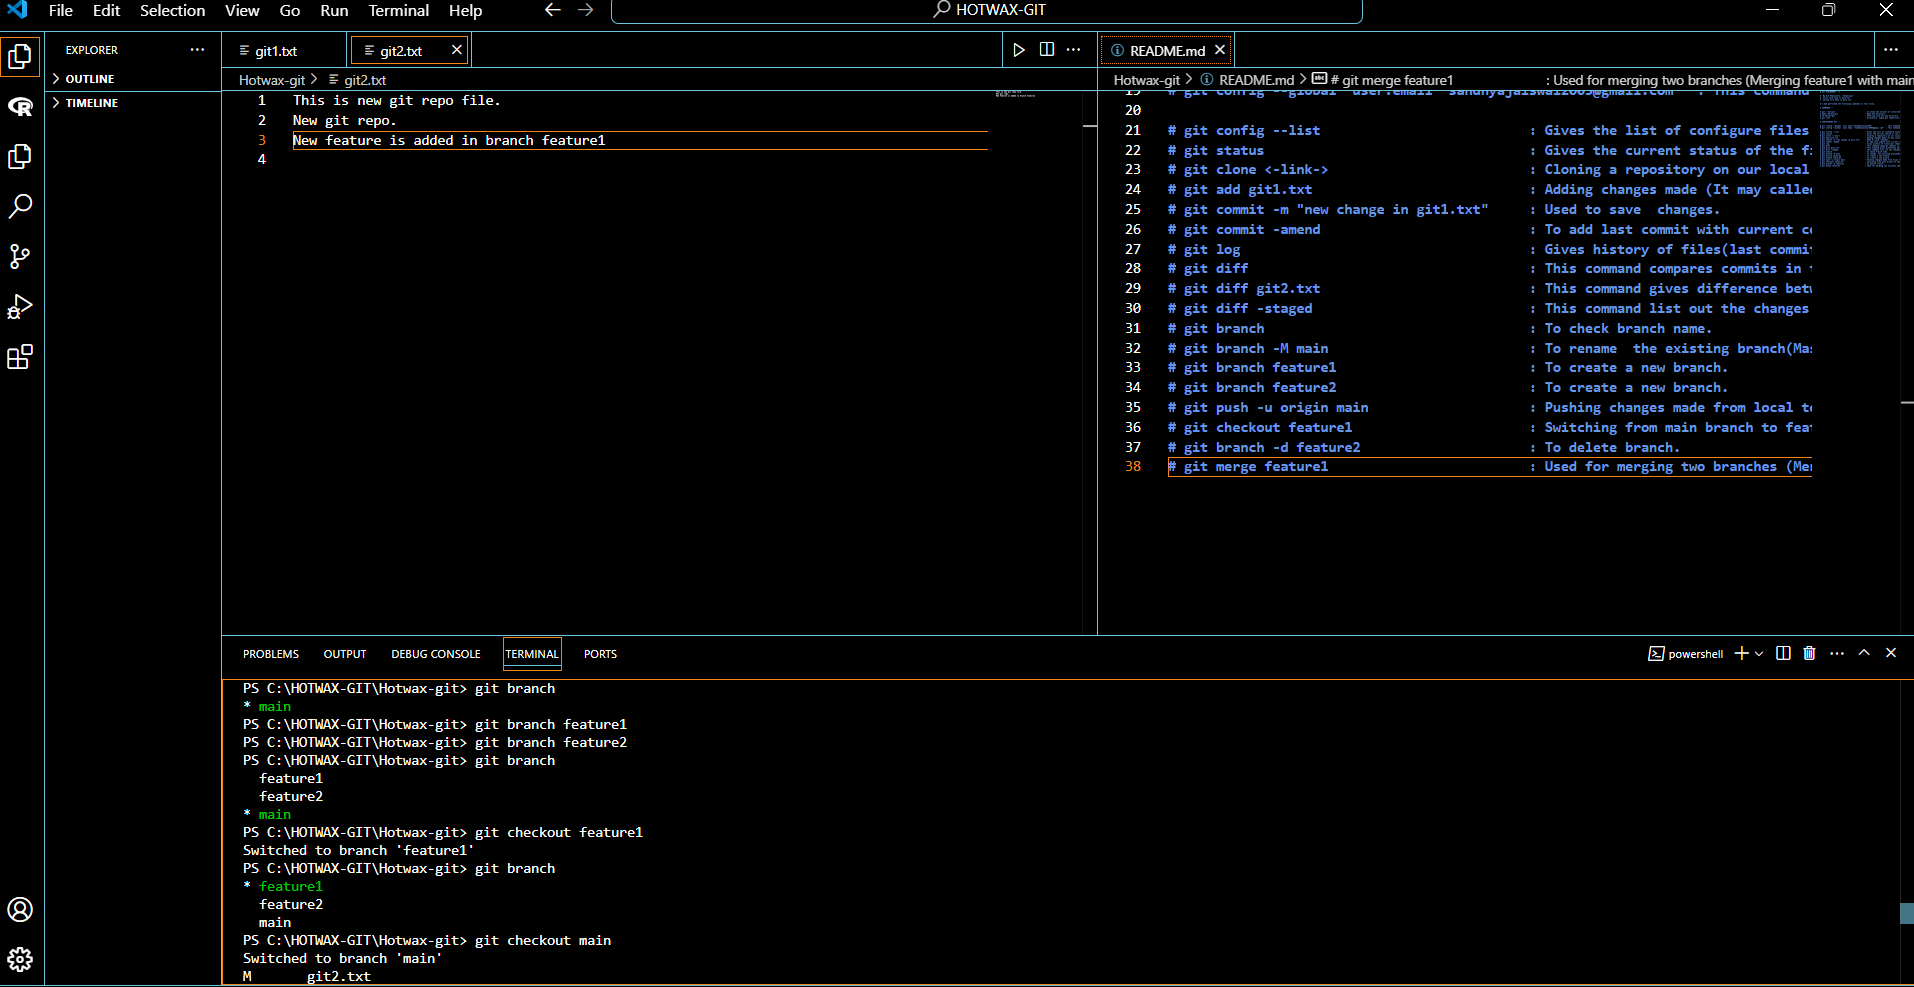 File Edit Selection View Go Run Terminal Help
HOTWAX-GIT
EXPLORER
OUTLINE
TIMELINE
git1.txt
git2.txt
Hotwax-git > git2.txt
1 This is new git repo file.
2 New git repo.
3 New feature is added in branch feature1
4
README.md
Hotwax-git > README.md > # git merge feature1 : Used for merging two branches (Merging feature1 with main
19 # git config --global "user.email" "sandhyajaiswal2003@gmail.com" : This command
20
21 # git config --list : Gives the list of configure files
22 # git status : Gives the current status of the f
23 # git clone <-link-> : Cloning a repository on our local
24 # git add git1.txt : Adding changes made (It may calle
25 # git commit -m "new change in git1.txt" : Used to save  changes.
26 # git commit -amend : To add last commit with current c
27 # git log : Gives history of files(last commi
28 # git diff : This command compares commits in
29 # git diff git2.txt : This command gives difference bet
30 # git diff -staged : This command list out the changes
31 # git branch : To check branch name.
32 # git branch -M main : To rename  the existing branch(Ma
33 # git branch feature1 : To create a new branch.
34 # git branch feature2 : To create a new branch.
35 # git push -u origin main : Pushing changes made from local t
36 # git checkout feature1 : Switching from main branch to fea
37 # git branch -d feature2 : To delete branch.
38 # git merge feature1 : Used for merging two branches (Me
PROBLEMS OUTPUT DEBUG CONSOLE TERMINAL PORTS
powershell
PS C:\HOTWAX-GIT\Hotwax-git> git branch
* main
PS C:\HOTWAX-GIT\Hotwax-git> git branch feature1
PS C:\HOTWAX-GIT\Hotwax-git> git branch feature2
PS C:\HOTWAX-GIT\Hotwax-git> git branch
feature1
feature2
* main
PS C:\HOTWAX-GIT\Hotwax-git> git checkout feature1
Switched to branch 'feature1'
PS C:\HOTWAX-GIT\Hotwax-git> git branch
* feature1
feature2
main
PS C:\HOTWAX-GIT\Hotwax-git> git checkout main
Switched to branch 'main'
M git2.txt